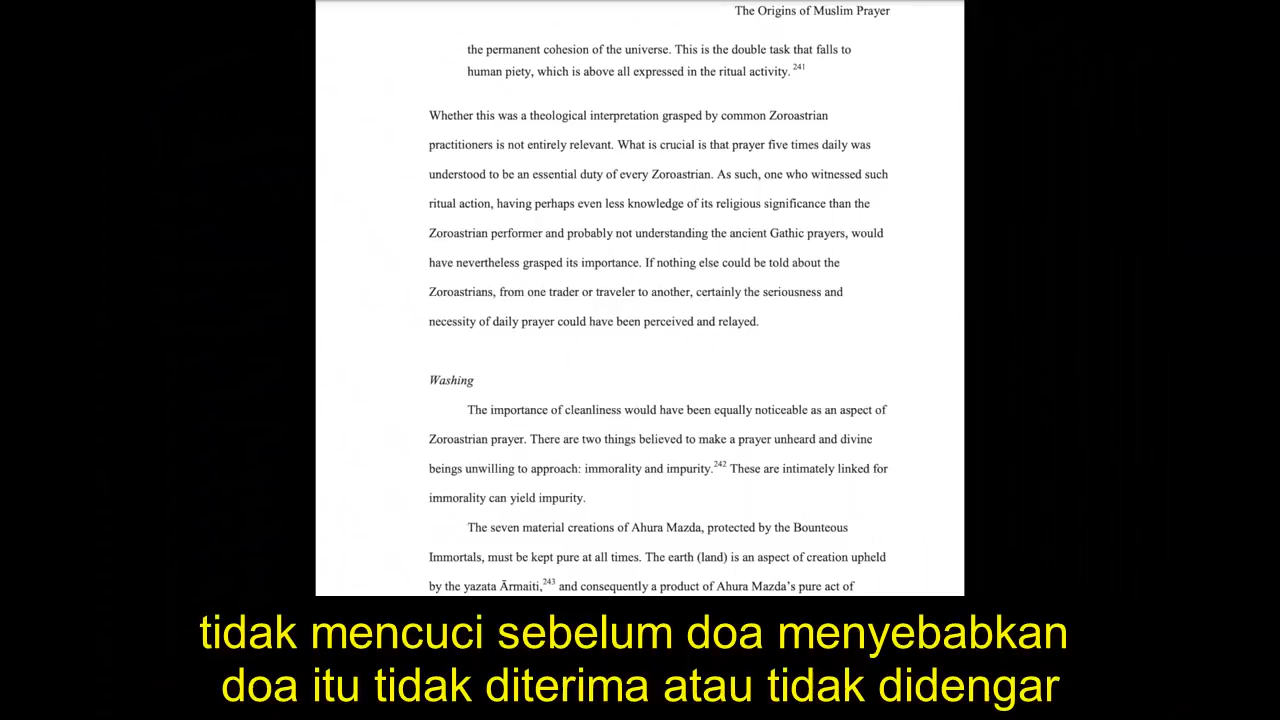 The Origins of Muslim Prayer
the permanent cohesion of the universe. This is the double task that falls to
human piety, which is above all expressed in the ritual activity. 241
Whether this was a theological interpretation grasped by common Zoroastrian
practitioners is not entirely relevant. What is crucial is that prayer five times daily was
understood to be an essential duty of every Zoroastrian. As such, one who witnessed such
ritual action, having perhaps even less knowledge of its religious significance than the
Zoroastrian performer and probably not understanding the ancient Gathic prayers, would
have nevertheless grasped its importance. If nothing else could be told about the
Zoroastrians, from one trader or traveler to another, certainly the seriousness and
necessity of daily prayer could have been perceived and relayed.
Washing
The importance of cleanliness would have been equally noticeable as an aspect of
Zoroastrian prayer. There are two things believed to make a prayer unheard and divine
beings unwilling to approach: immorality and impurity.242 These are intimately linked for
immorality can yield impurity.
The seven material creations of Ahura Mazda, protected by the Bounteous
Immortals, must be kept pure at all times. The earth (land) is an aspect of creation upheld
by the yazata Ārmaiti,243 and consequently a product of Ahura Mazda’s pure act of
tidak mencuci sebelum doa menyebabkan
doa itu tidak diterima atau tidak didengar